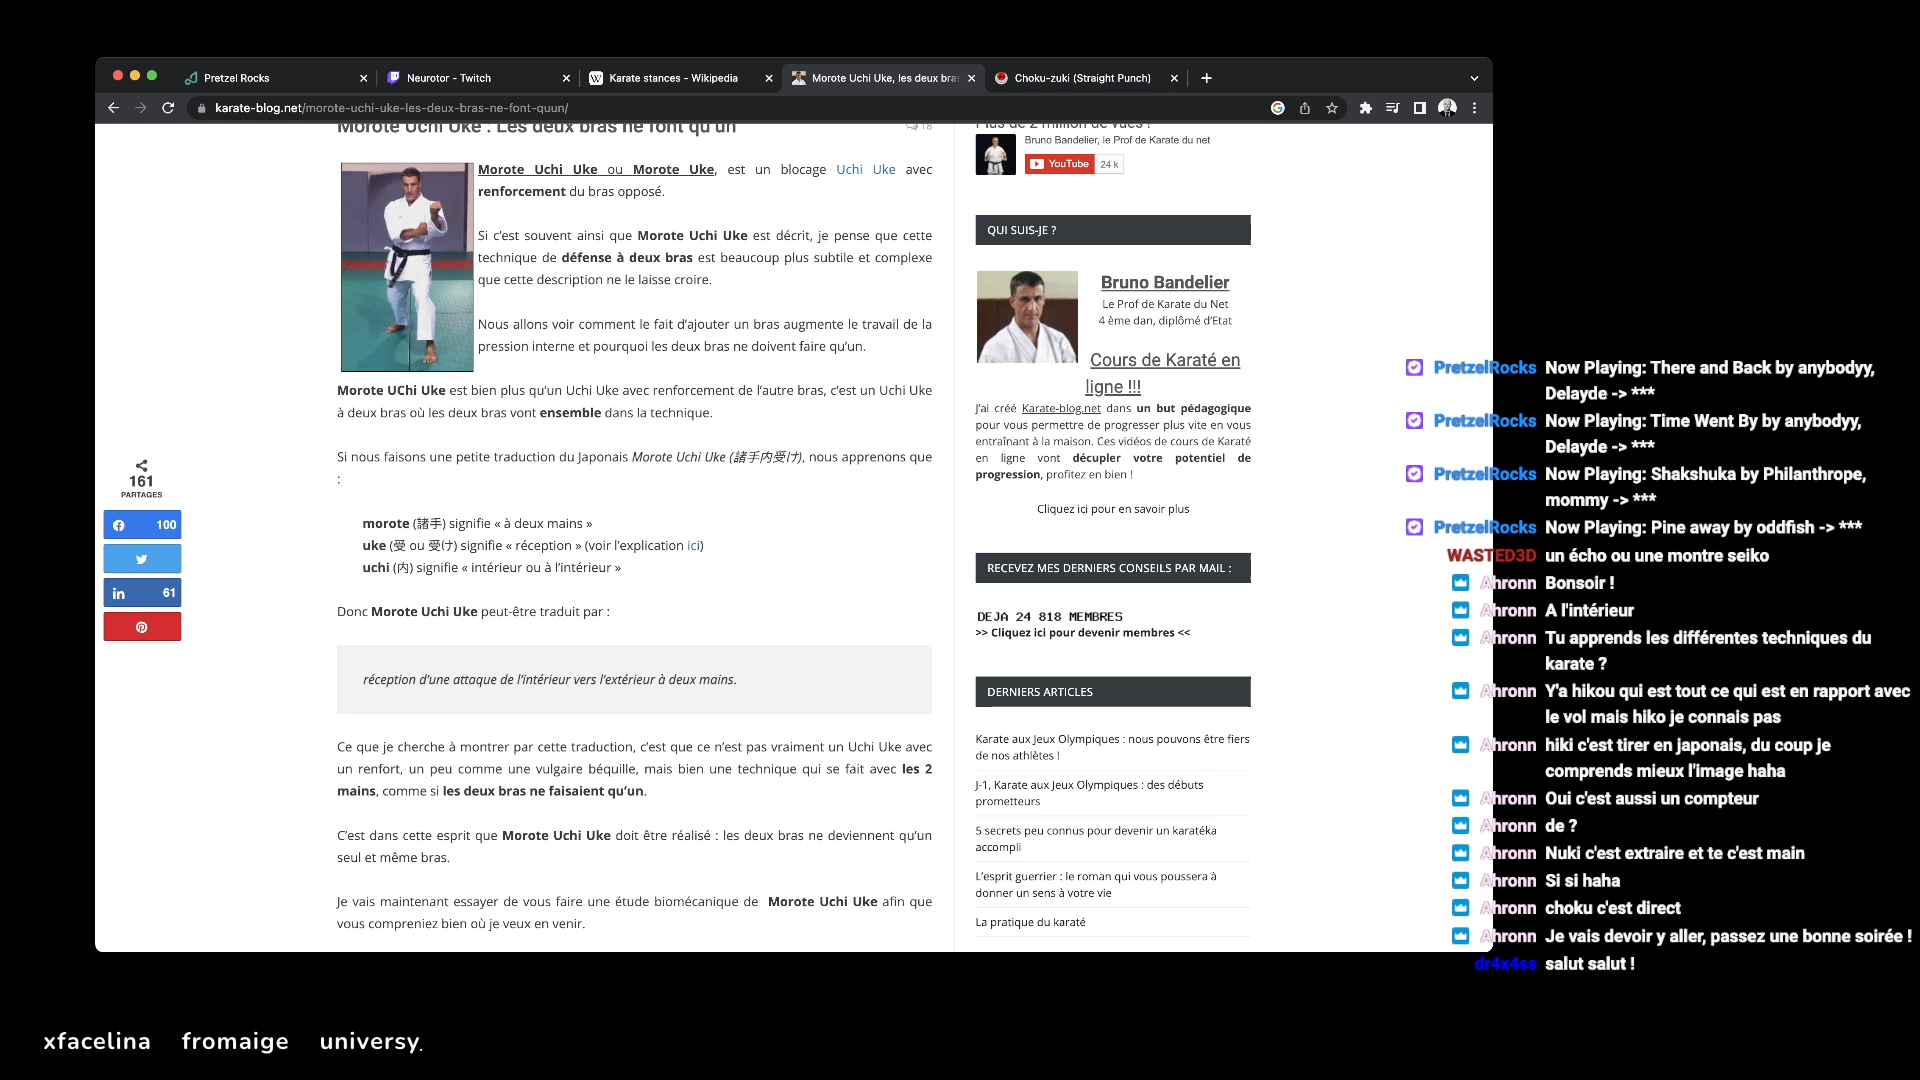 Pretzel Rocks
Neurotor - Twitch
Karate stances - Wikipedia
Morote Uchi Uke, les deux bras
Choku-zuki (Straight Punch)
karate-blog.net/morote-uchi-uke-les-deux-bras-ne-font-quun/
Morote Uchi Uke : Les deux bras ne font qu'un
18
Morote Uchi Uke ou Morote Uke, est un blocage Uchi Uke avec
renforcement du bras opposé.
Si c'est souvent ainsi que Morote Uchi Uke est décrit, je pense que cette
technique de défense à deux bras est beaucoup plus subtile et complexe
que cette description ne le laisse croire.
Nous allons voir comment le fait d'ajouter un bras augmente le travail de la
pression interne et pourquoi les deux bras ne doivent faire qu'un.
Morote UChi Uke est bien plus qu'un Uchi Uke avec renforcement de l'autre bras, c'est un Uchi Uke
à deux bras où les deux bras vont ensemble dans la technique.
Si nous faisons une petite traduction du Japonais Morote Uchi Uke (諸手内受け), nous apprenons que
:
morote (諸手) signifie « à deux mains »
uke (受 ou 受け) signifie « réception » (voir l'explication ici)
uchi (内) signifie « intérieur ou à l'intérieur »
Donc Morote Uchi Uke peut-être traduit par :
réception d'une attaque de l'intérieur vers l'extérieur à deux mains.
Ce que je cherche à montrer par cette traduction, c'est que ce n'est pas vraiment un Uchi Uke avec
un renfort, un peu comme une vulgaire béquille, mais bien une technique qui se fait avec les 2
mains, comme si les deux bras ne faisaient qu'un.
C'est dans cette esprit que Morote Uchi Uke doit être réalisé : les deux bras ne deviennent qu'un
seul et même bras.
Je vais maintenant essayer de vous faire une étude biomécanique de Morote Uchi Uke afin que
vous compreniez bien où je veux en venir.
161
PARTAGES
100
61
Plus de 2 million de vues !
Bruno Bandelier, le Prof de Karate du net
YouTube 24 k
QUI SUIS-JE ?
Bruno Bandelier
Le Prof de Karate du Net
4 ème dan, diplômé d'Etat
Cours de Karaté en
ligne !!!
J'ai créé Karate-blog.net dans un but pédagogique
pour vous permettre de progresser plus vite en vous
entraînant à la maison. Ces vidéos de cours de Karaté
en ligne vont décupler votre potentiel de
progression, profitez en bien !
Cliquez ici pour en savoir plus
RECEVEZ MES DERNIERS CONSEILS PAR MAIL :
DEJA 24 818 MEMBRES
>> Cliquez ici pour devenir membres <<
DERNIERS ARTICLES
Karate aux Jeux Olympiques : nous pouvons être fiers
de nos athlètes !
J-1, Karate aux Jeux Olympiques : des débuts
prometteurs
5 secrets peu connus pour devenir un karatéka
accompli
L'esprit guerrier : le roman qui vous poussera à
donner un sens à votre vie
La pratique du karaté
PretzelRocks Now Playing: There and Back by anybodyy,
Delayde -> ***
PretzelRocks Now Playing: Time Went By by anybodyy,
Delayde -> ***
PretzelRocks Now Playing: Shakshuka by Philanthrope,
mommy -> ***
PretzelRocks Now Playing: Pine away by oddfish -> ***
WASTED3D un écho ou une montre seiko
Ahronn Bonsoir !
Ahronn A l'intérieur
Ahronn Tu apprends les différentes techniques du
karate ?
Ahronn Y'a hikou qui est tout ce qui est en rapport avec
le vol mais hiko je connais pas
Ahronn hiki c'est tirer en japonais, du coup je
comprends mieux l'image haha
Ahronn Oui c'est aussi un compteur
Ahronn de ?
Ahronn Nuki c'est extraire et te c'est main
Ahronn Si si haha
Ahronn choku c'est direct
Ahronn Je vais devoir y aller, passez une bonne soirée !
dr4x4ss salut salut !
xfacelina fromaige universy.